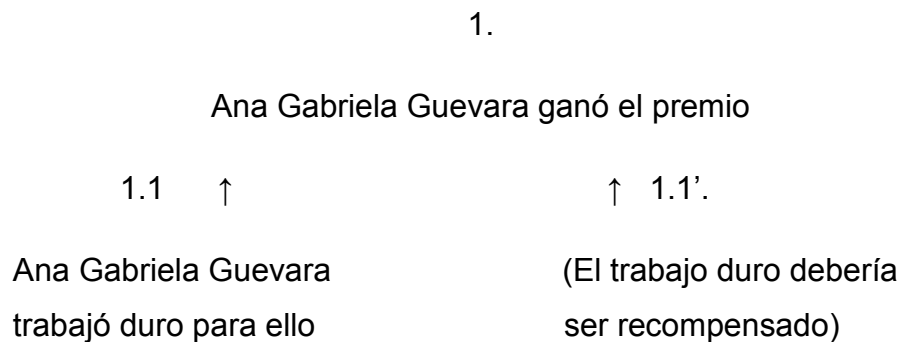 1.
Ana Gabriela Guevara ganó el premio
1.1 ↑ ↑ 1.1’.
Ana Gabriela Guevara (El trabajo duro debería
trabajó duro para ello ser recompensado)